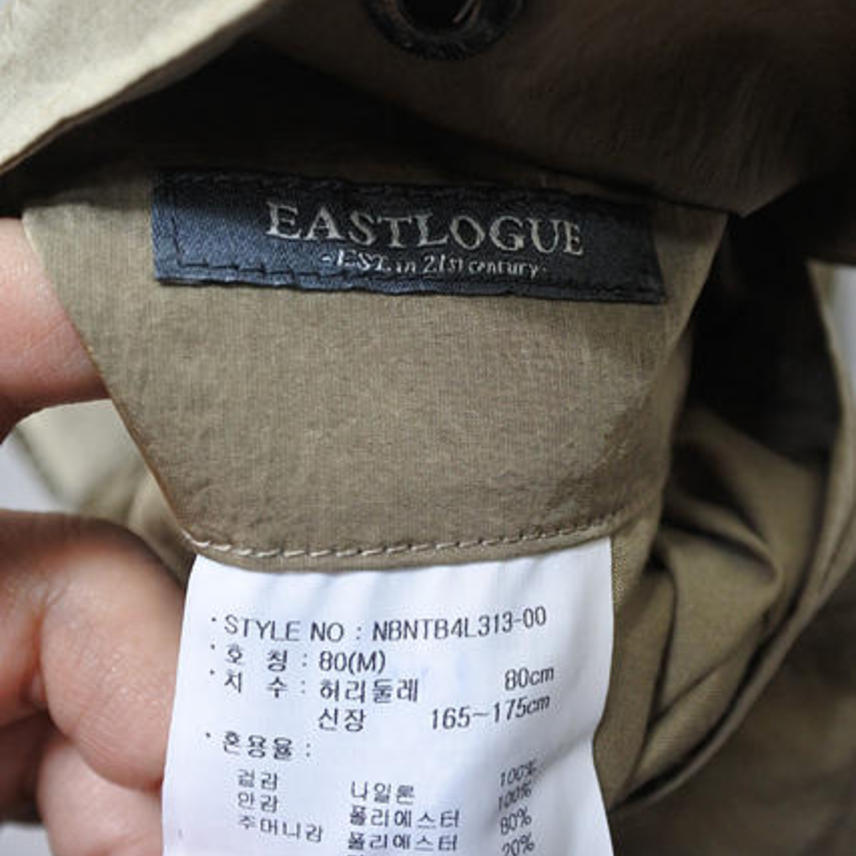 EASTLOGUE
-EST. in 21st century-
· STYLE NO : NBNTB4L313-00
· 호 칭 : 80(M)
· 치 수 : 허리둘레 80cm
신장 165~175cm
· 혼용율 :
겉감 나일론 100%
안감 폴리에스터 100%
주머니감 폴리에스터 80%
20%